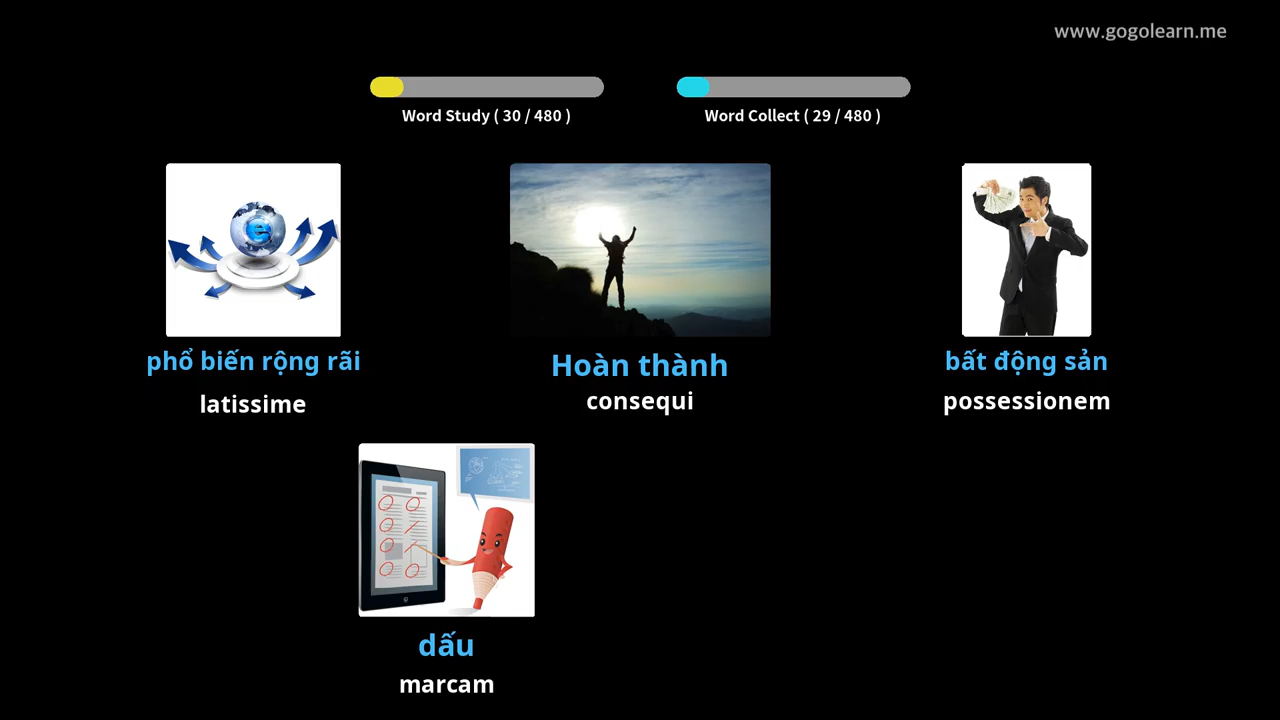 www.gogolearn.me
Word Study ( 30 / 480 )
Word Collect ( 29 / 480 )
phổ biến rộng rãi
latissime
Hoàn thành
consequi
bất động sản
possessionem
dấu
marcam